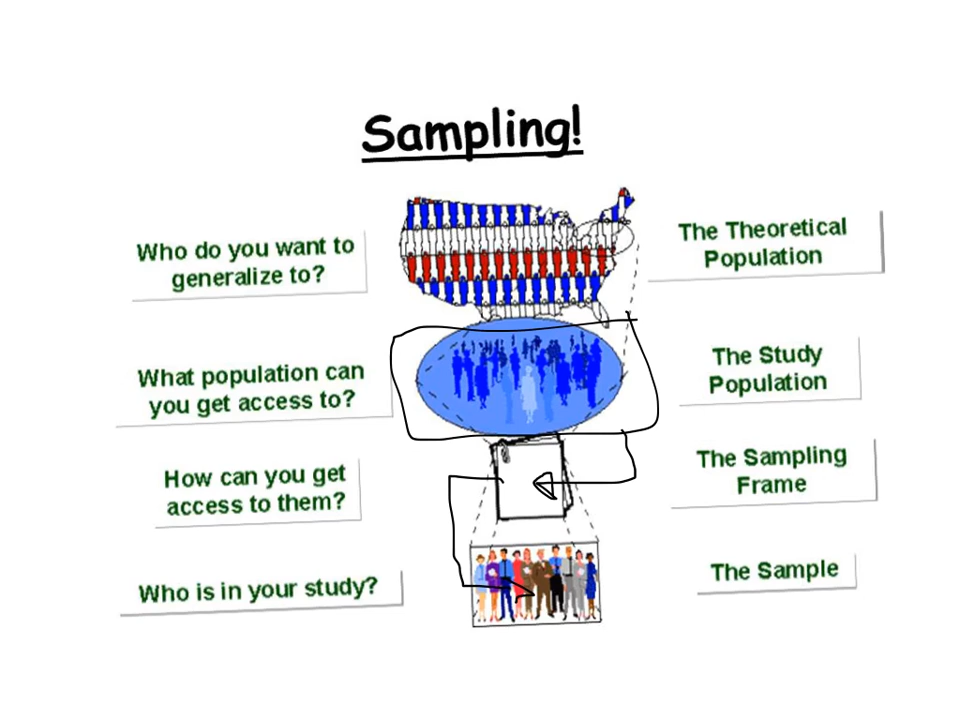 Sampling!
Who do you want to
generalize to?
The Theoretical
Population
What population can
you get access to?
The Study
Population
How can you get
access to them?
The Sampling
Frame
Who is in your study?
The Sample